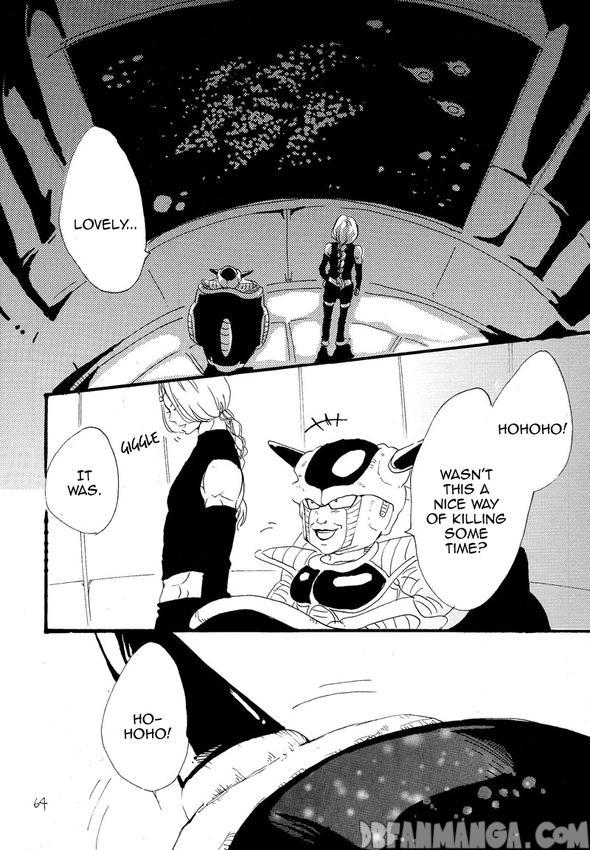 LOVELY...
HOHOHO!
WASN'T
THIS A
NICE WAY
OF KILLING
SOME
TIME?
GIGGLE
IT
WAS.
HO-
HOHO!
64
DBFANMANGA.COM